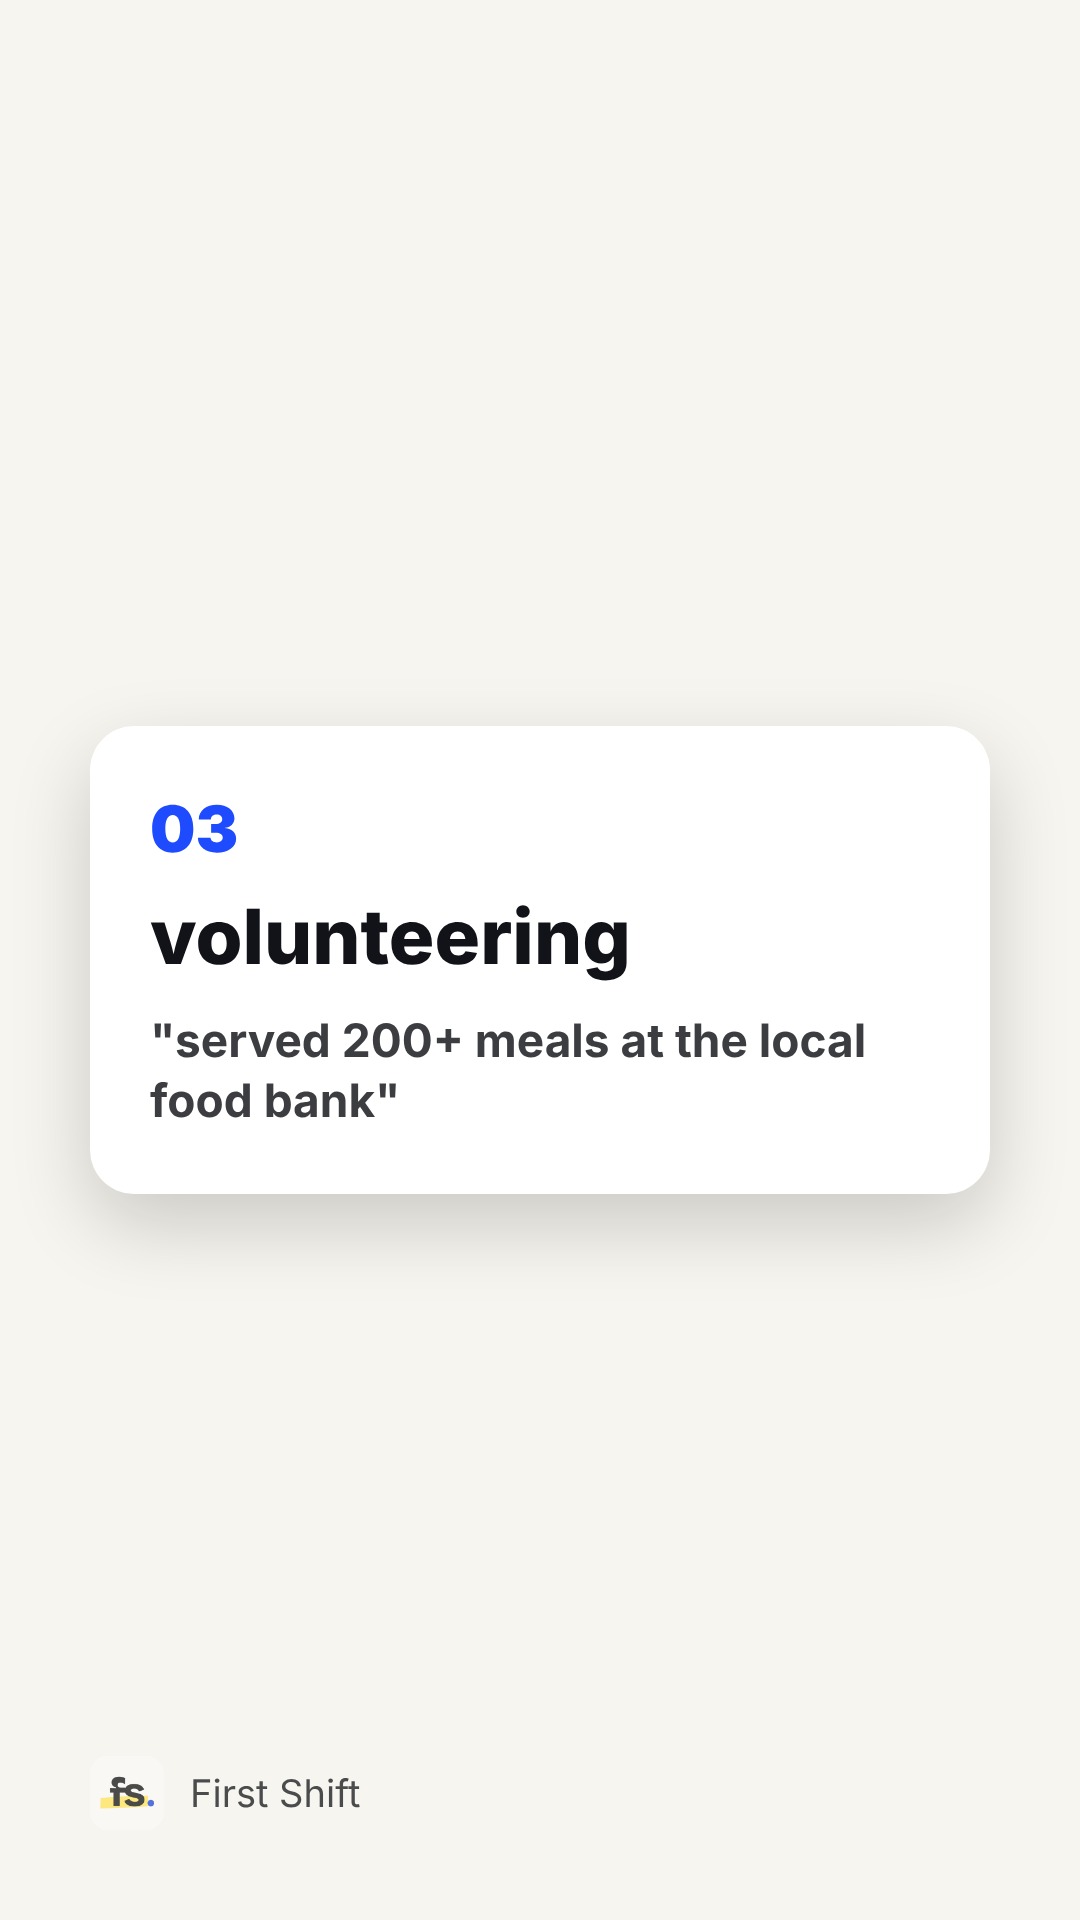 03
volunteering
"served 200+ meals at the local
food bank"
fs.
First Shift